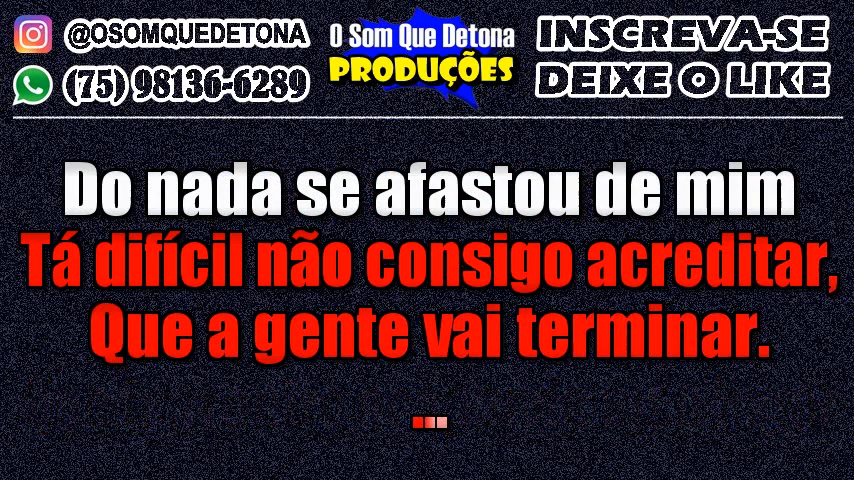 @OSOMQUEDETONA
(75) 98136-6289
O Som Que Detona
PRODUÇÕES
INSCREVA-SE
DEIXE O LIKE
Do nada se afastou de mim
Tá difícil não consigo acreditar,
Que a gente vai terminar.